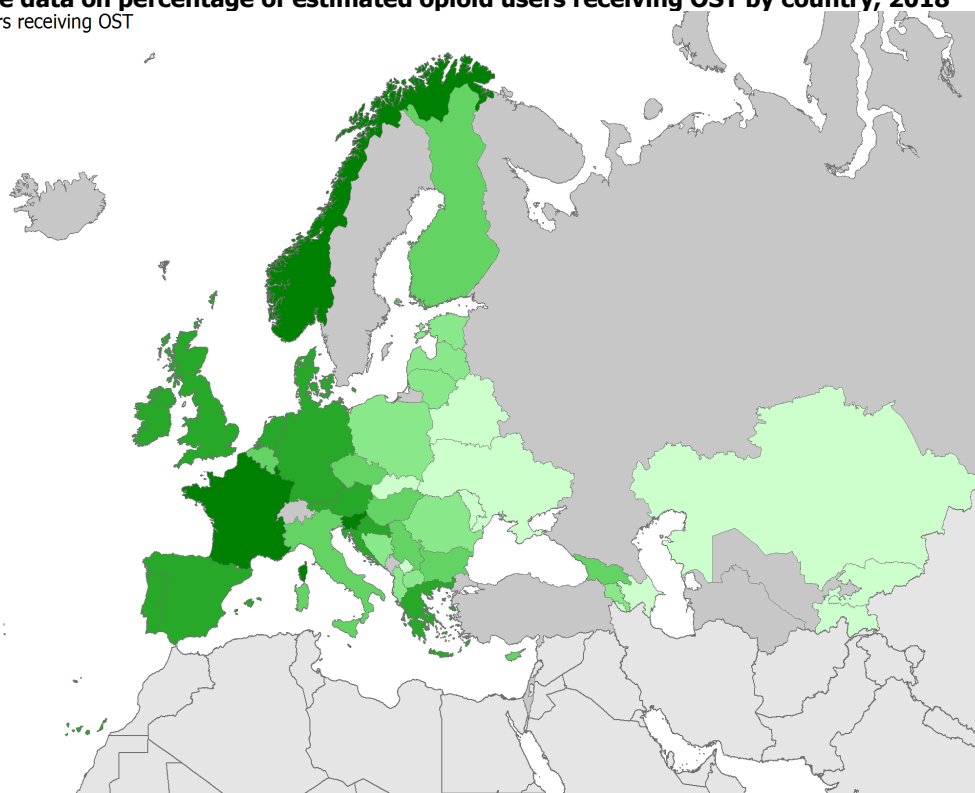 e data on percentage of estimated opioid users receiving OST by country, 2018
rs receiving OST